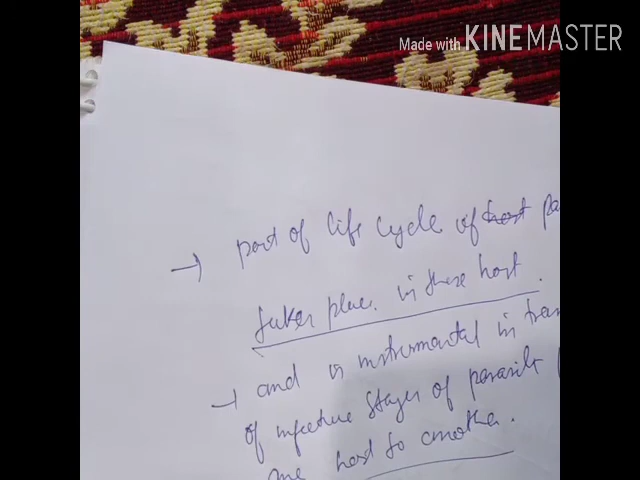 Made with KINEMASTER
→ part of life cycle of host pa
takes place in these host.
→ and is instrumental in tran
of infective stages of parasite
one host to another.